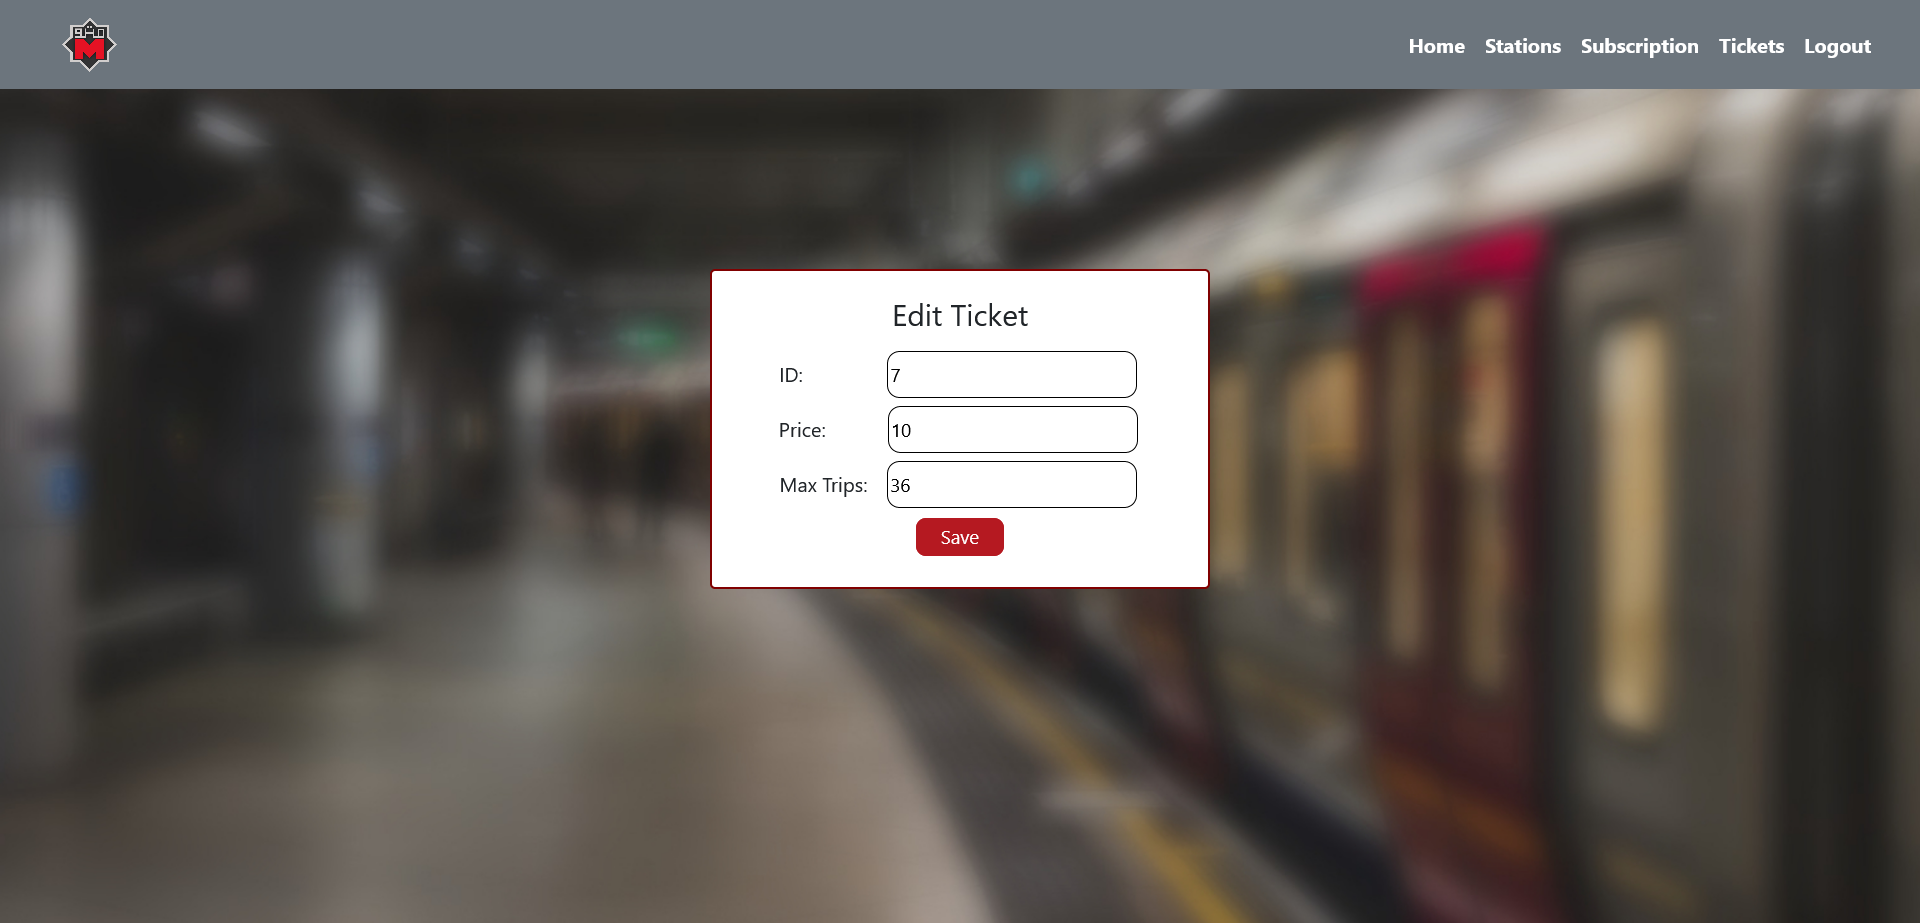 Home Stations Subscription Tickets Logout
Edit Ticket
ID: 7
Price: 10
Max Trips: 36
Save